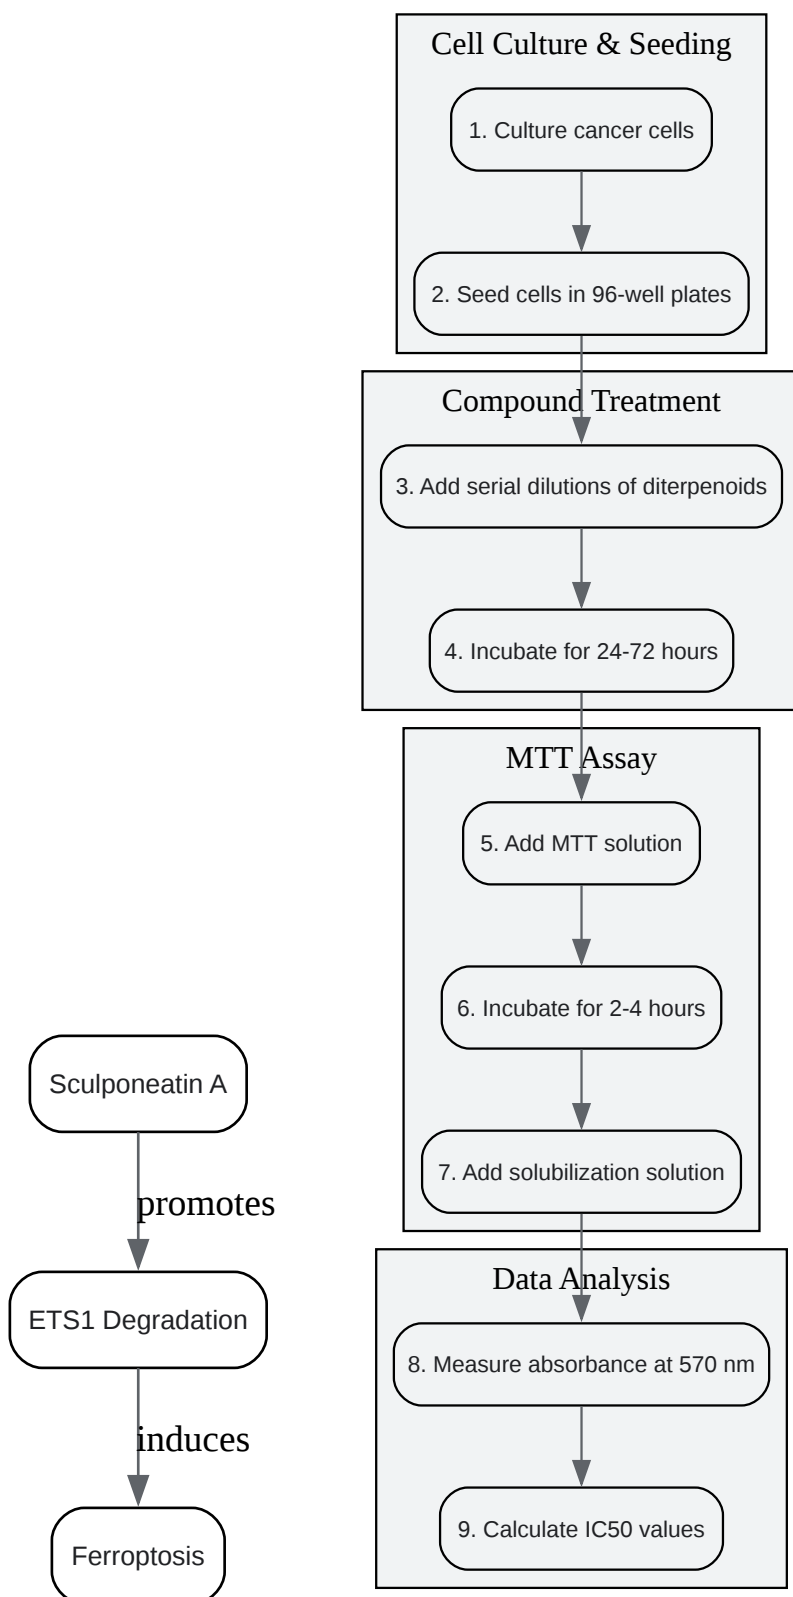 Cell Culture & Seeding
1. Culture cancer cells
2. Seed cells in 96-well plates
Compound Treatment
3. Add serial dilutions of diterpenoids
4. Incubate for 24-72 hours
MTT Assay
5. Add MTT solution
6. Incubate for 2-4 hours
7. Add solubilization solution
Data Analysis
8. Measure absorbance at 570 nm
9. Calculate IC50 values
Sculponeatin A
promotes
ETS1 Degradation
induces
Ferroptosis